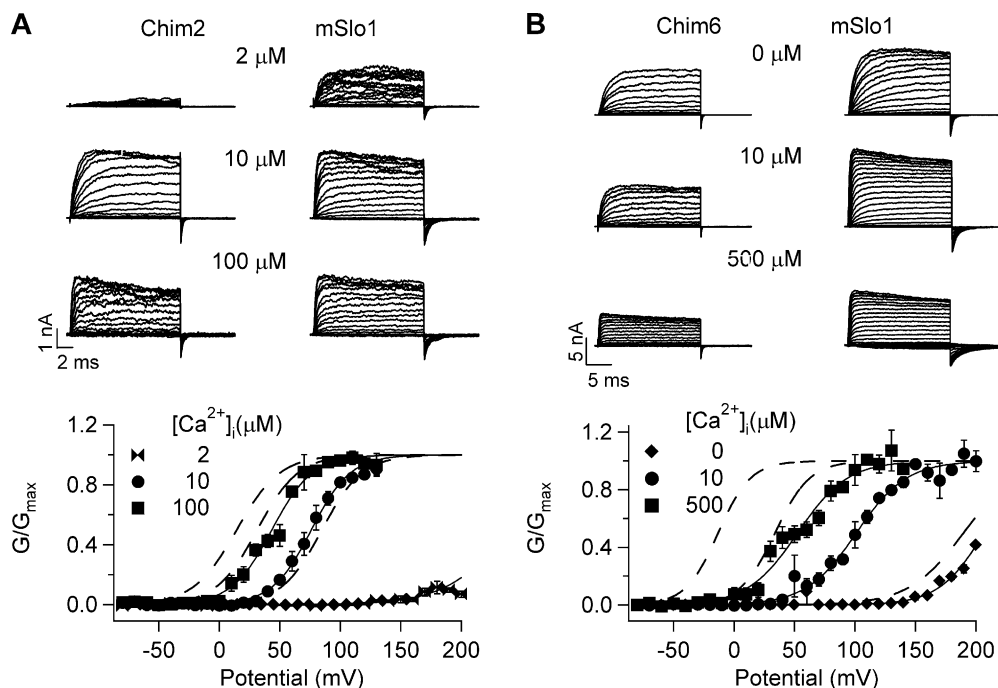 A
Chim2 mSlo1
2 µM
10 µM
100 µM
1 nA
2 ms
[Ca²⁺]ᵢ(µM)
2
10
100
1.2
0.8
0.4
0.0
G/Gmax
-50 0 50 100 150 200
Potential (mV)
B
Chim6 mSlo1
0 µM
10 µM
500 µM
5 nA
5 ms
[Ca²⁺]ᵢ(µM)
0
10
500
1.2
0.8
0.4
0.0
G/Gmax
-50 0 50 100 150 200
Potential (mV)